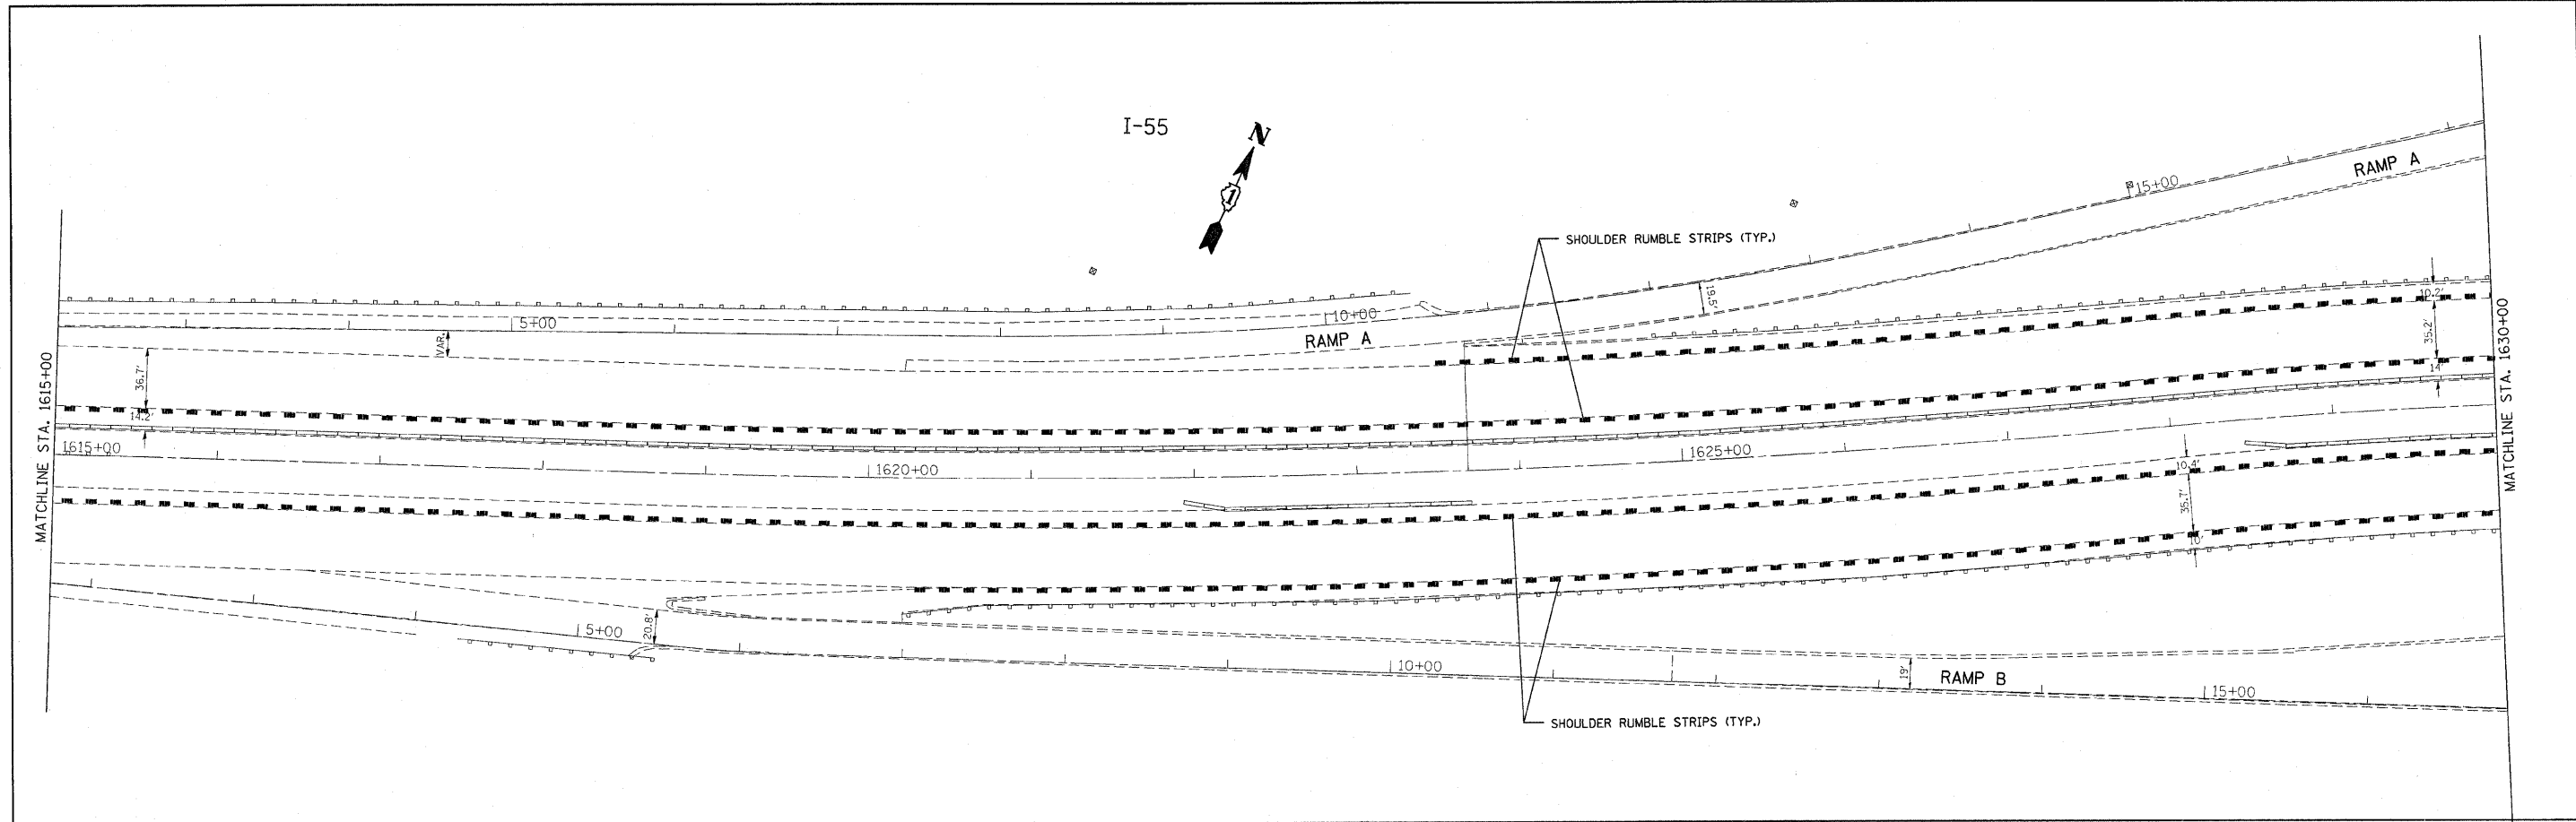 I-55
N
1
MATCHLINE STA. 1615+00
MATCHLINE STA. 1630+00
SHOULDER RUMBLE STRIPS (TYP.)
15+00
RAMP A
19.5'
10.2'
35.2'
14'
5+00
VAR.
10+00
RAMP A
36.7'
14.2'
1615+00
1620+00
1625+00
10.4'
35.7'
10'
5+00
20.8'
10+00
19'
RAMP B
15+00
SHOULDER RUMBLE STRIPS (TYP.)